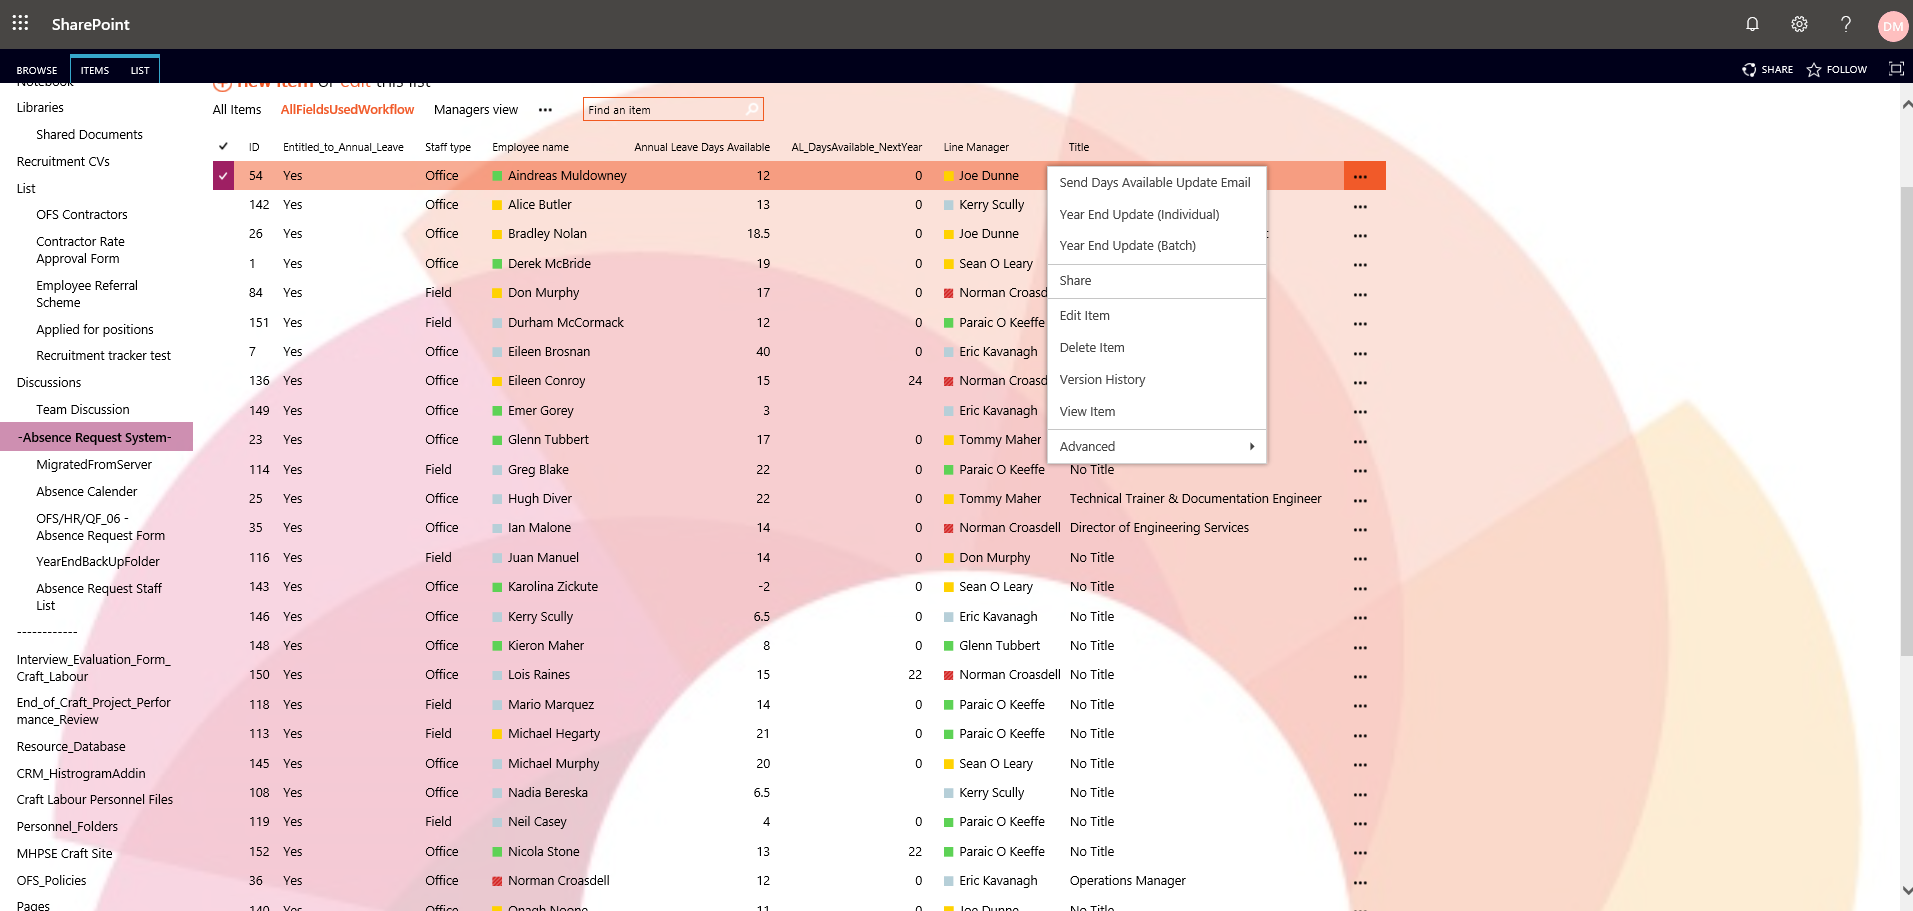 SharePoint
DM
BROWSE ITEMS LIST SHARE FOLLOW
Notebook
Libraries
Shared Documents
Recruitment CVs
List
OFS Contractors
Contractor Rate
Approval Form
Employee Referral
Scheme
Applied for positions
Recruitment tracker test
Discussions
Team Discussion
-Absence Request System-
MigratedFromServer
Absence Calender
OFS/HR/QF_06 -
Absence Request Form
YearEndBackUpFolder
Absence Request Staff
List
------------
Interview_Evaluation_Form_
Craft_Labour
End_of_Craft_Project_Perfor
mance_Review
Resource_Database
CRM_HistrogramAddin
Craft Labour Personnel Files
Personnel_Folders
MHPSE Craft Site
OFS_Policies
Pages
new item or edit this list
All Items AllFieldsUsedWorkflow Managers view ••• Find an item
ID Entitled_to_Annual_Leave Staff type Employee name Annual Leave Days Available AL_DaysAvailable_NextYear Line Manager Title
54 Yes Office Aindreas Muldowney 12 0 Joe Dunne
142 Yes Office Alice Butler 13 0 Kerry Scully
26 Yes Office Bradley Nolan 18.5 0 Joe Dunne
1 Yes Office Derek McBride 19 0 Sean O Leary
84 Yes Field Don Murphy 17 0 Norman Croasd
151 Yes Field Durham McCormack 12 0 Paraic O Keeffe
7 Yes Office Eileen Brosnan 40 0 Eric Kavanagh
136 Yes Office Eileen Conroy 15 24 Norman Croasd
149 Yes Office Emer Gorey 3 Eric Kavanagh
23 Yes Office Glenn Tubbert 17 0 Tommy Maher
114 Yes Field Greg Blake 22 0 Paraic O Keeffe No Title
25 Yes Office Hugh Diver 22 0 Tommy Maher Technical Trainer & Documentation Engineer
35 Yes Office Ian Malone 14 0 Norman Croasdell Director of Engineering Services
116 Yes Field Juan Manuel 14 0 Don Murphy No Title
143 Yes Office Karolina Zickute -2 0 Sean O Leary No Title
146 Yes Office Kerry Scully 6.5 0 Eric Kavanagh No Title
148 Yes Office Kieron Maher 8 0 Glenn Tubbert No Title
150 Yes Office Lois Raines 15 22 Norman Croasdell No Title
118 Yes Field Mario Marquez 14 0 Paraic O Keeffe No Title
113 Yes Field Michael Hegarty 21 0 Paraic O Keeffe No Title
145 Yes Office Michael Murphy 20 0 Sean O Leary No Title
108 Yes Office Nadia Bereska 6.5 Kerry Scully No Title
119 Yes Field Neil Casey 4 0 Paraic O Keeffe No Title
152 Yes Office Nicola Stone 13 22 Paraic O Keeffe No Title
36 Yes Office Norman Croasdell 12 0 Eric Kavanagh Operations Manager
140 Yes Office Onagh Noone 11 0 Joe Dunne No Title
Send Days Available Update Email
Year End Update (Individual)
Year End Update (Batch)
Share
Edit Item
Delete Item
Version History
View Item
Advanced